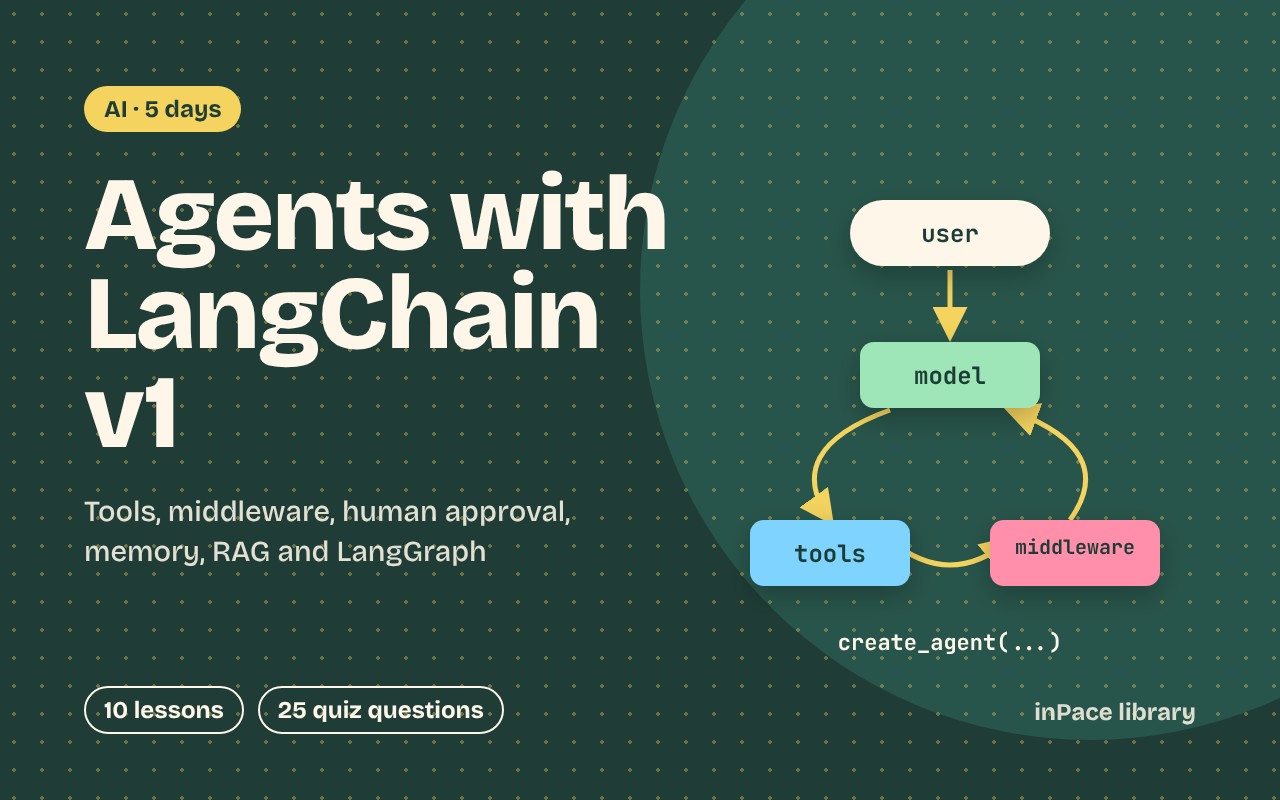 AI · 5 days
Agents with
LangChain
v1
Tools, middleware, human approval,
memory, RAG and LangGraph
10 lessons
25 quiz questions
user
model
tools
middleware
create_agent(...)
inPace library